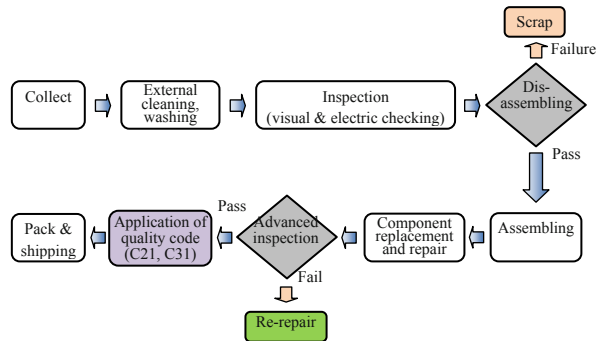 Scrap
Failure
Collect
External
cleaning,
washing
Inspection
(visual & electric checking)
Dis-
assembling
Pass
Pack &
shipping
Application of
quality code
(C21, C31)
Pass
Advanced
inspection
Component
replacement
and repair
Assembling
Fail
Re-repair